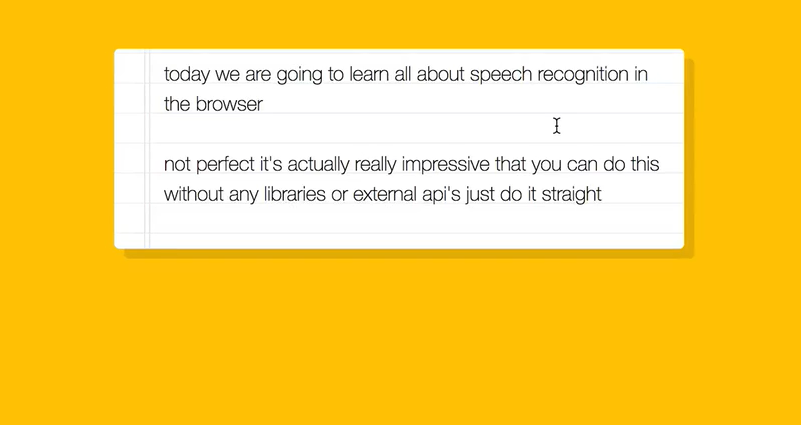 today we are going to learn all about speech recognition in
the browser
not perfect it's actually really impressive that you can do this
without any libraries or external api's just do it straight